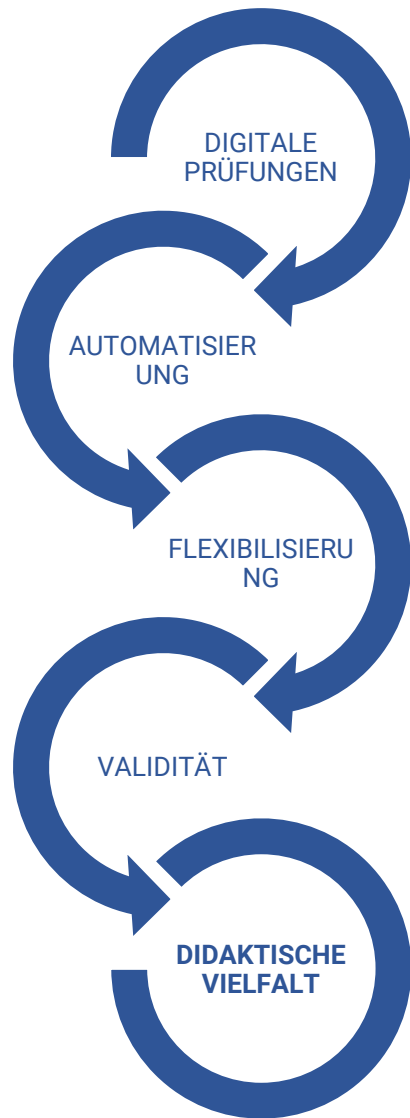 DIGITALE
PRÜFUNGEN
AUTOMATISIER
UNG
FLEXIBILISIERU
NG
VALIDITÄT
DIDAKTISCHE
VIELFALT